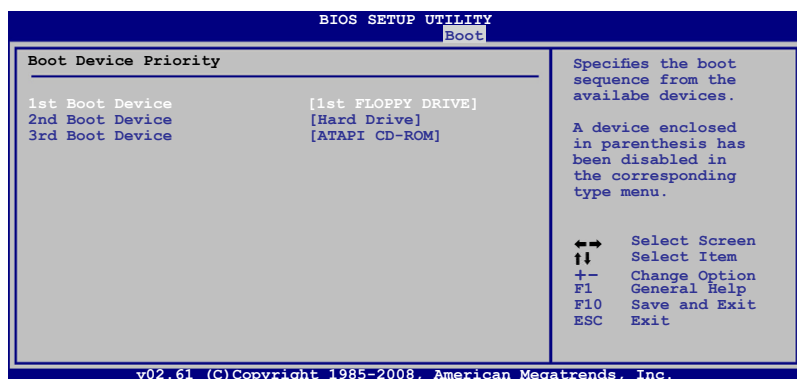 BIOS SETUP UTILITY
Boot
Boot Device Priority
1st Boot Device [1st FLOPPY DRIVE]
2nd Boot Device [Hard Drive]
3rd Boot Device [ATAPI CD-ROM]
Specifies the boot
sequence from the
availabe devices.
A device enclosed
in parenthesis has
been disabled in
the corresponding
type menu.
←→ Select Screen
↑↓ Select Item
+- Change Option
F1 General Help
F10 Save and Exit
ESC Exit
v02.61 (C)Copyright 1985-2008, American Megatrends, Inc.